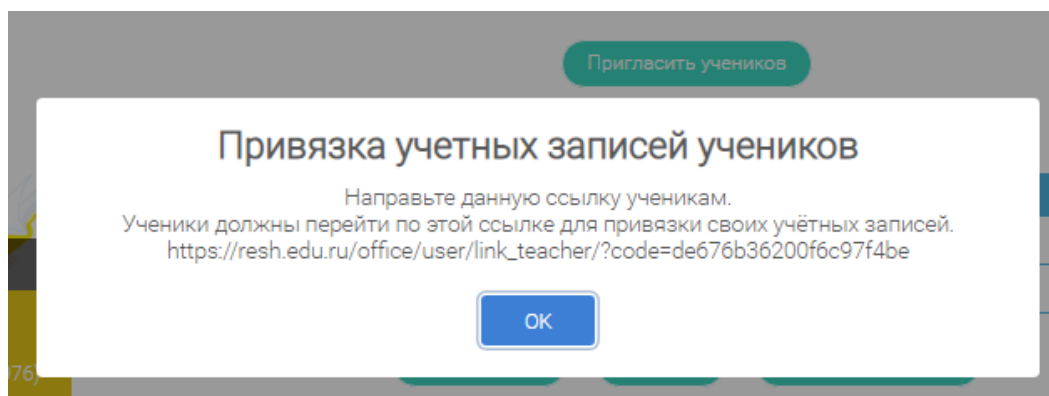 Пригласить учеников
Привязка учетных записей учеников
Направьте данную ссылку ученикам.
Ученики должны перейти по этой ссылке для привязки своих учётных записей.
https://resh.edu.ru/office/user/link_teacher/?code=de676b36200f6c97f4be
OK